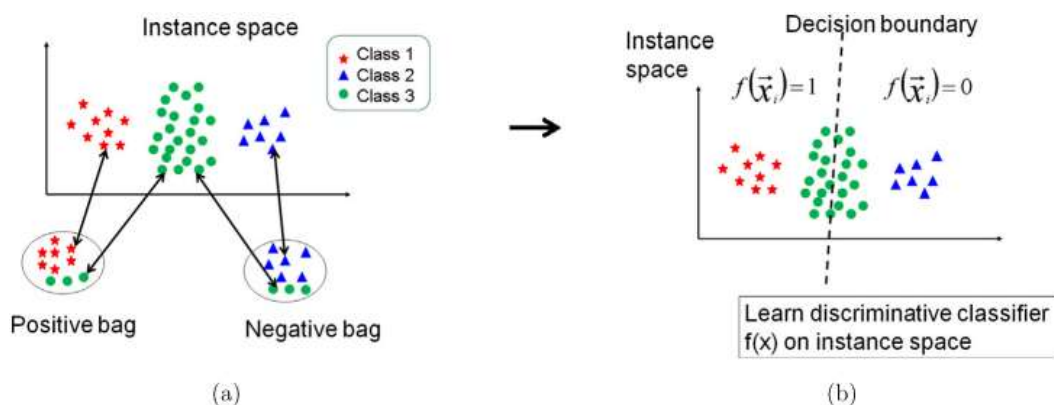 Instance space
Class 1
Class 2
Class 3
Positive bag
Negative bag
(a)
Decision boundary
Instance
space
f(x⃗ᵢ)=1
f(x⃗ᵢ)=0
Learn discriminative classifier
f(x) on instance space
(b)